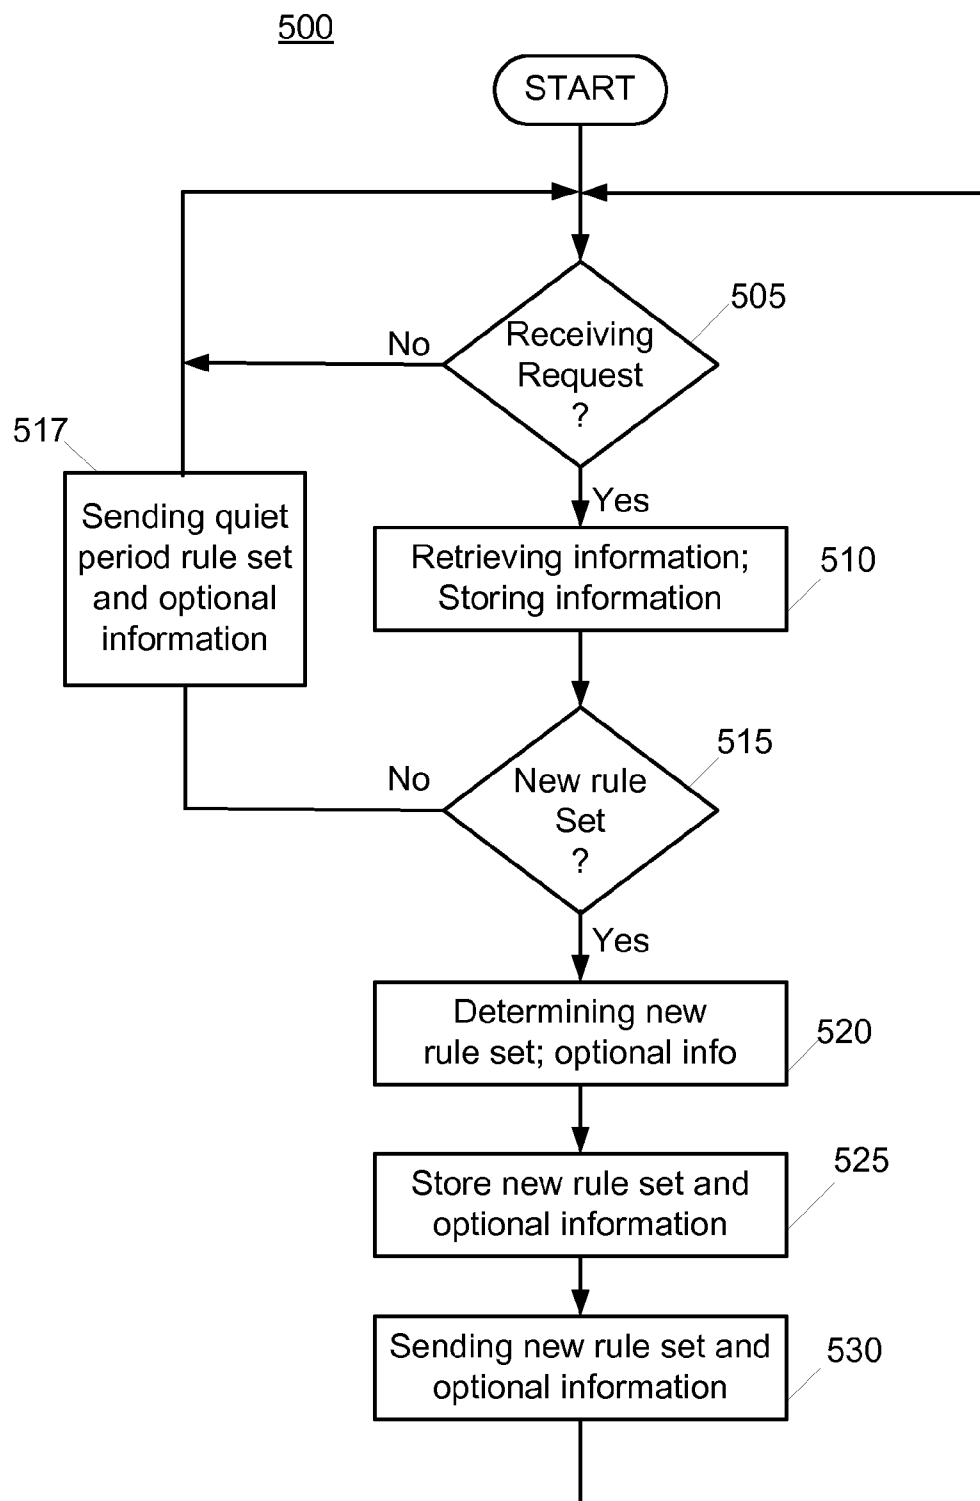 500
START
505
Receiving
Request
?
No
Yes
517
Sending quiet
period rule set
and optional
information
Retrieving information;
Storing information
510
515
New rule
Set
?
No
Yes
Determining new
rule set; optional info
520
Store new rule set and
optional information
525
Sending new rule set and
optional information
530